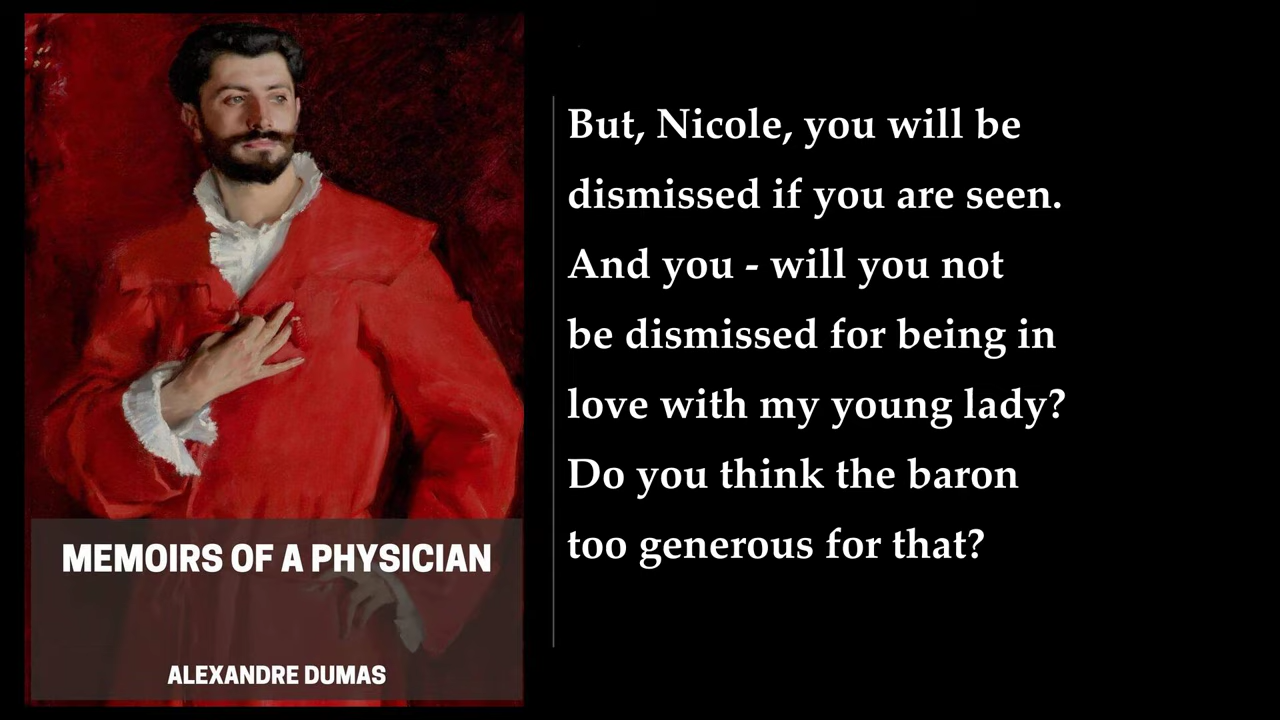 But, Nicole, you will be
dismissed if you are seen.
And you - will you not
be dismissed for being in
love with my young lady?
Do you think the baron
too generous for that?
MEMOIRS OF A PHYSICIAN
ALEXANDRE DUMAS